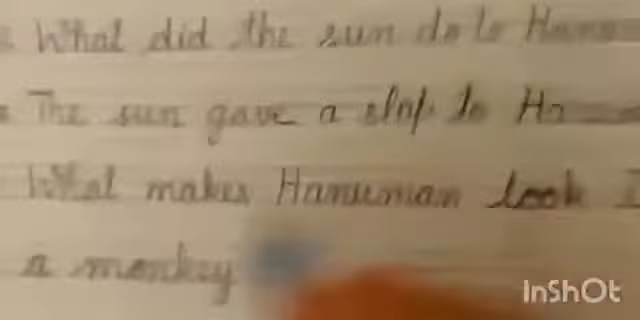 What did the sun do to
The sun gave a slap to
What makes Hanuman look
a monkey
InShOt